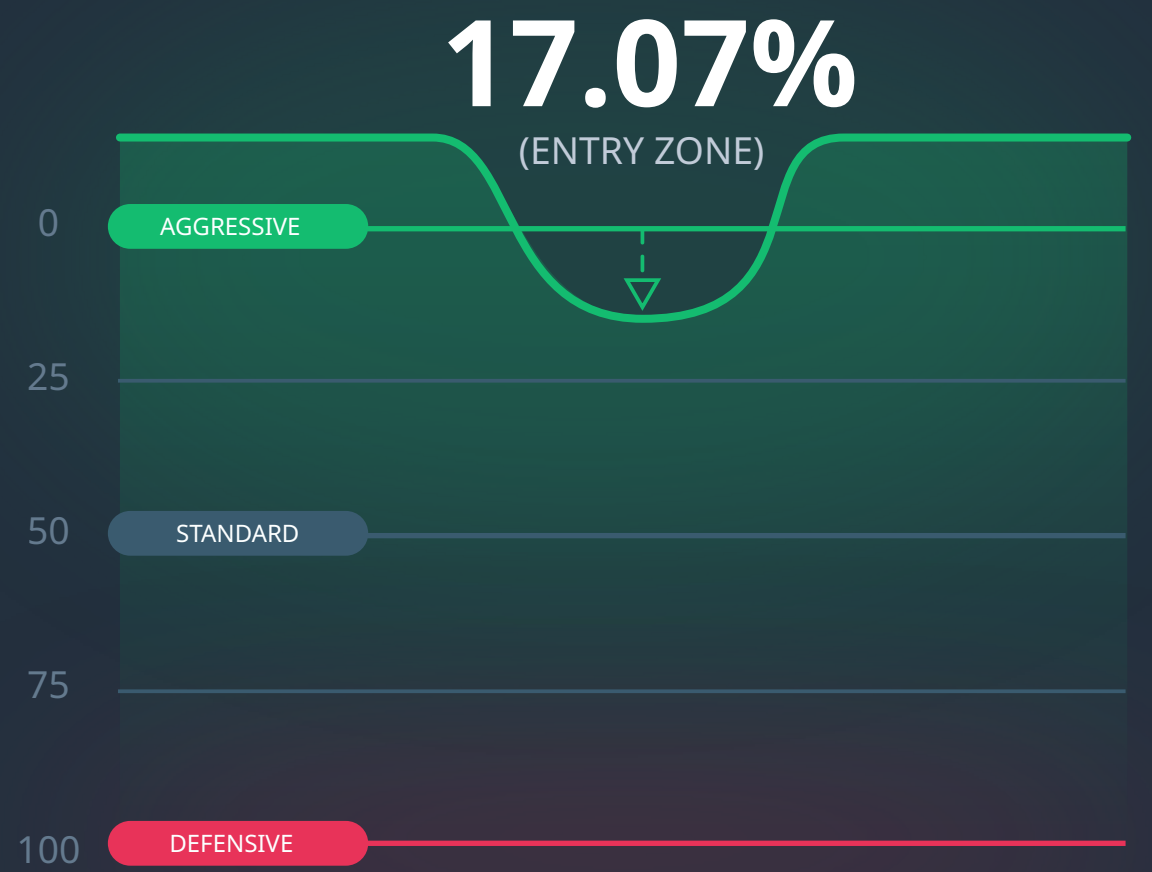 17.07%
(ENTRY ZONE)
0 AGGRESSIVE
25
50 STANDARD
75
100 DEFENSIVE